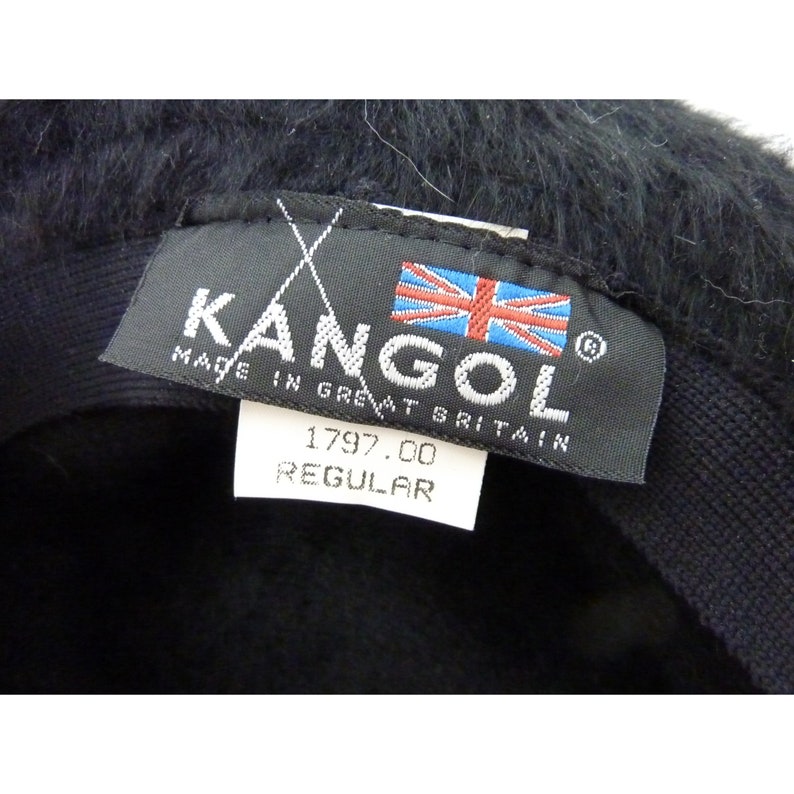 KANGOL®
MADE IN GREAT BRITAIN
1797.00
REGULAR